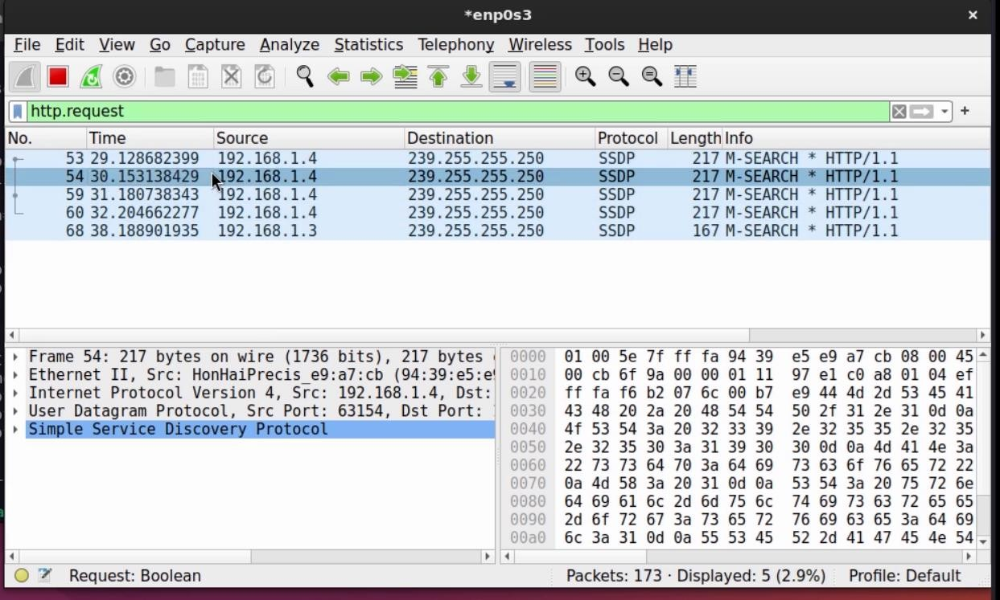 *enp0s3
×
File Edit View Go Capture Analyze Statistics Telephony Wireless Tools Help
http.request
No. Time Source Destination Protocol Length Info
53 29.128682399 192.168.1.4 239.255.255.250 SSDP 217 M-SEARCH * HTTP/1.1
54 30.153138429 192.168.1.4 239.255.255.250 SSDP 217 M-SEARCH * HTTP/1.1
59 31.180738343 192.168.1.4 239.255.255.250 SSDP 217 M-SEARCH * HTTP/1.1
60 32.204662277 192.168.1.4 239.255.255.250 SSDP 217 M-SEARCH * HTTP/1.1
68 38.188901935 192.168.1.3 239.255.255.250 SSDP 167 M-SEARCH * HTTP/1.1
Frame 54: 217 bytes on wire (1736 bits), 217 bytes
Ethernet II, Src: HonHaiPrecis_e9:a7:cb (94:39:e5:e9
Internet Protocol Version 4, Src: 192.168.1.4, Dst:
User Datagram Protocol, Src Port: 63154, Dst Port:
Simple Service Discovery Protocol
0000 01 00 5e 7f ff fa 94 39 e5 e9 a7 cb 08 00 45
0010 00 cb 6f 9a 00 00 01 11 97 e1 c0 a8 01 04 ef
0020 ff fa f6 b2 07 6c 00 b7 e9 44 4d 2d 53 45 41
0030 43 48 20 2a 20 48 54 54 50 2f 31 2e 31 0d 0a
0040 4f 53 54 3a 20 32 33 39 2e 32 35 35 2e 32 35
0050 2e 32 35 30 3a 31 39 30 30 0d 0a 4d 41 4e 3a
0060 22 73 73 64 70 3a 64 69 73 63 6f 76 65 72 22
0070 0a 4d 58 3a 20 31 0d 0a 53 54 3a 20 75 72 6e
0080 64 69 61 6c 2d 6d 75 6c 74 69 73 63 72 65 65
0090 2d 6f 72 67 3a 73 65 72 76 69 63 65 3a 64 69
00a0 6c 3a 31 0d 0a 55 53 45 52 2d 41 47 45 4e 54
Request: Boolean
Packets: 173 · Displayed: 5 (2.9%)
Profile: Default